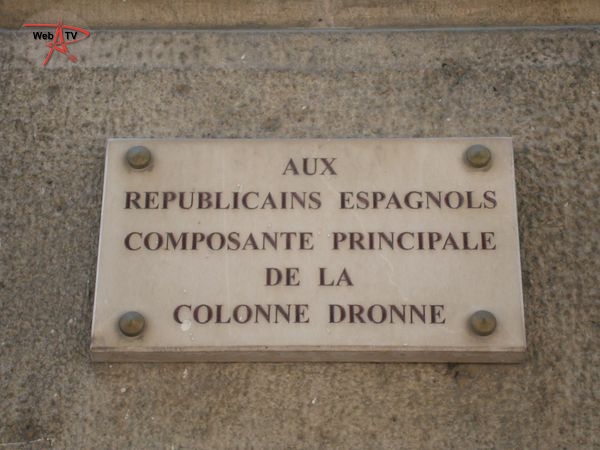 Web TV
AUX
REPUBLICAINS ESPAGNOLS
COMPOSANTE PRINCIPALE
DE LA
COLONNE DRONNE